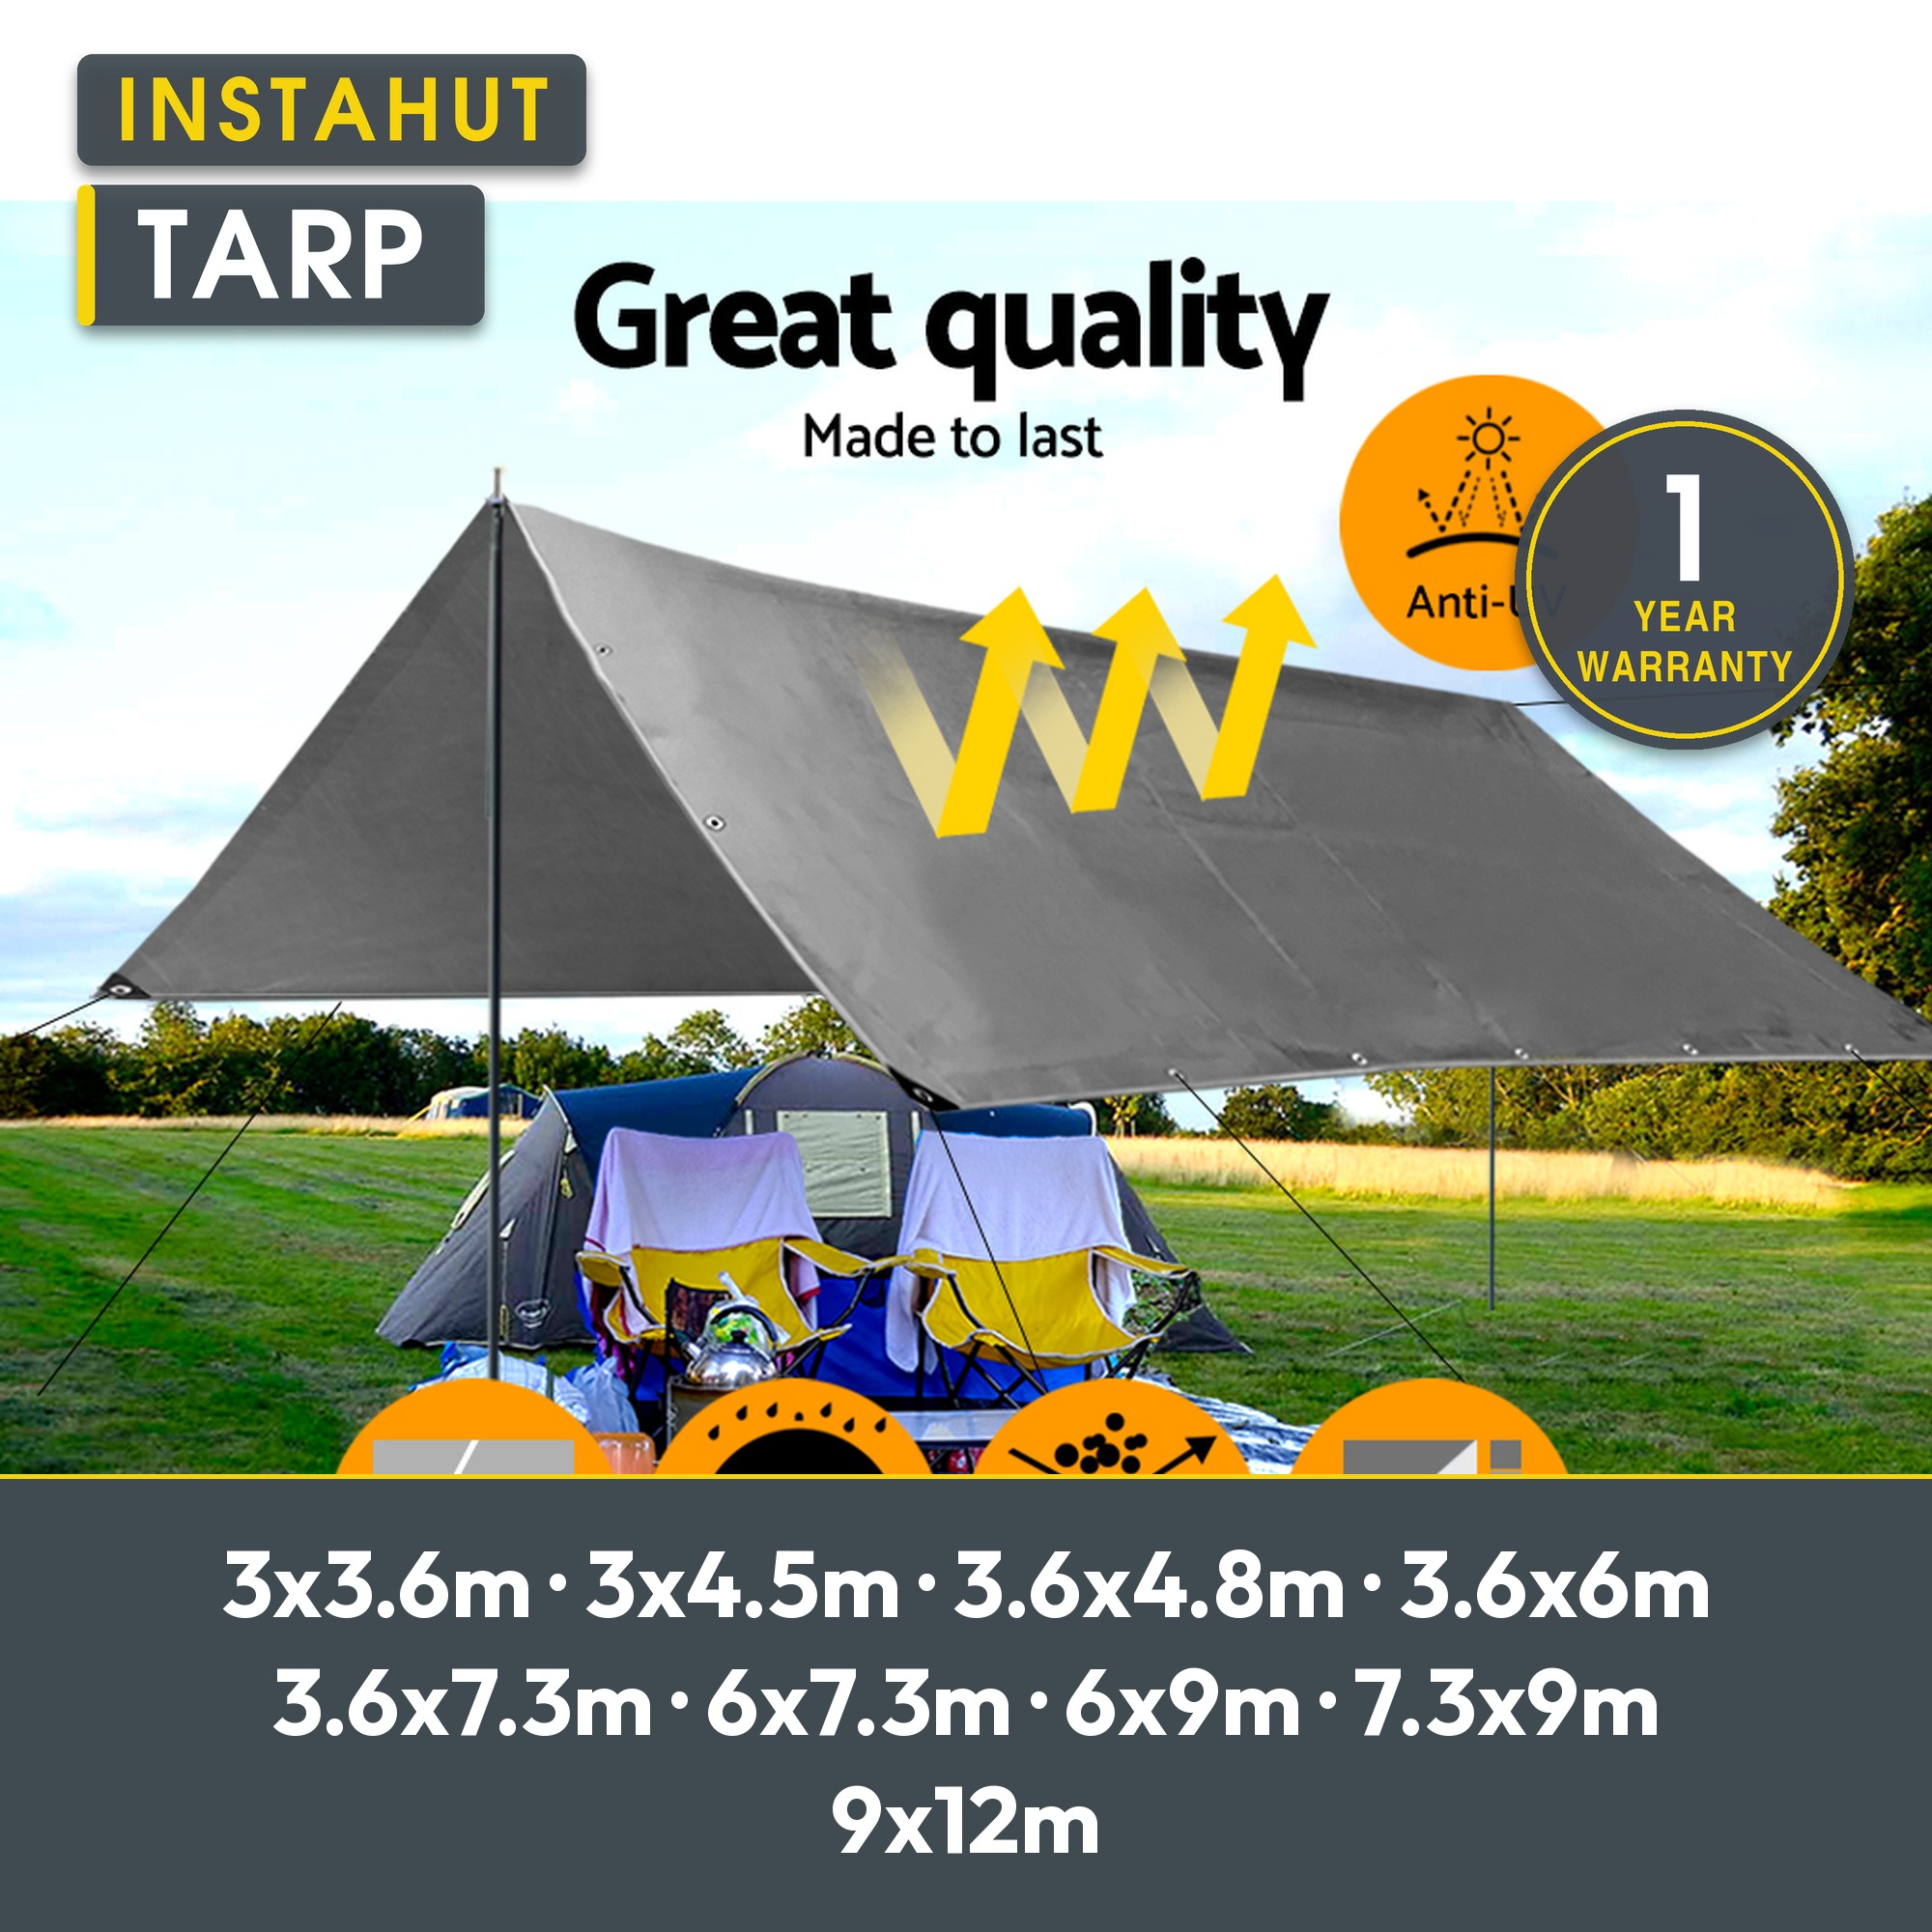 INSTAHUT
TARP
Great quality
Made to last
Anti-UV
1
YEAR
WARRANTY
3x3.6m · 3x4.5m · 3.6x4.8m · 3.6x6m
3.6x7.3m · 6x7.3m · 6x9m · 7.3x9m
9x12m